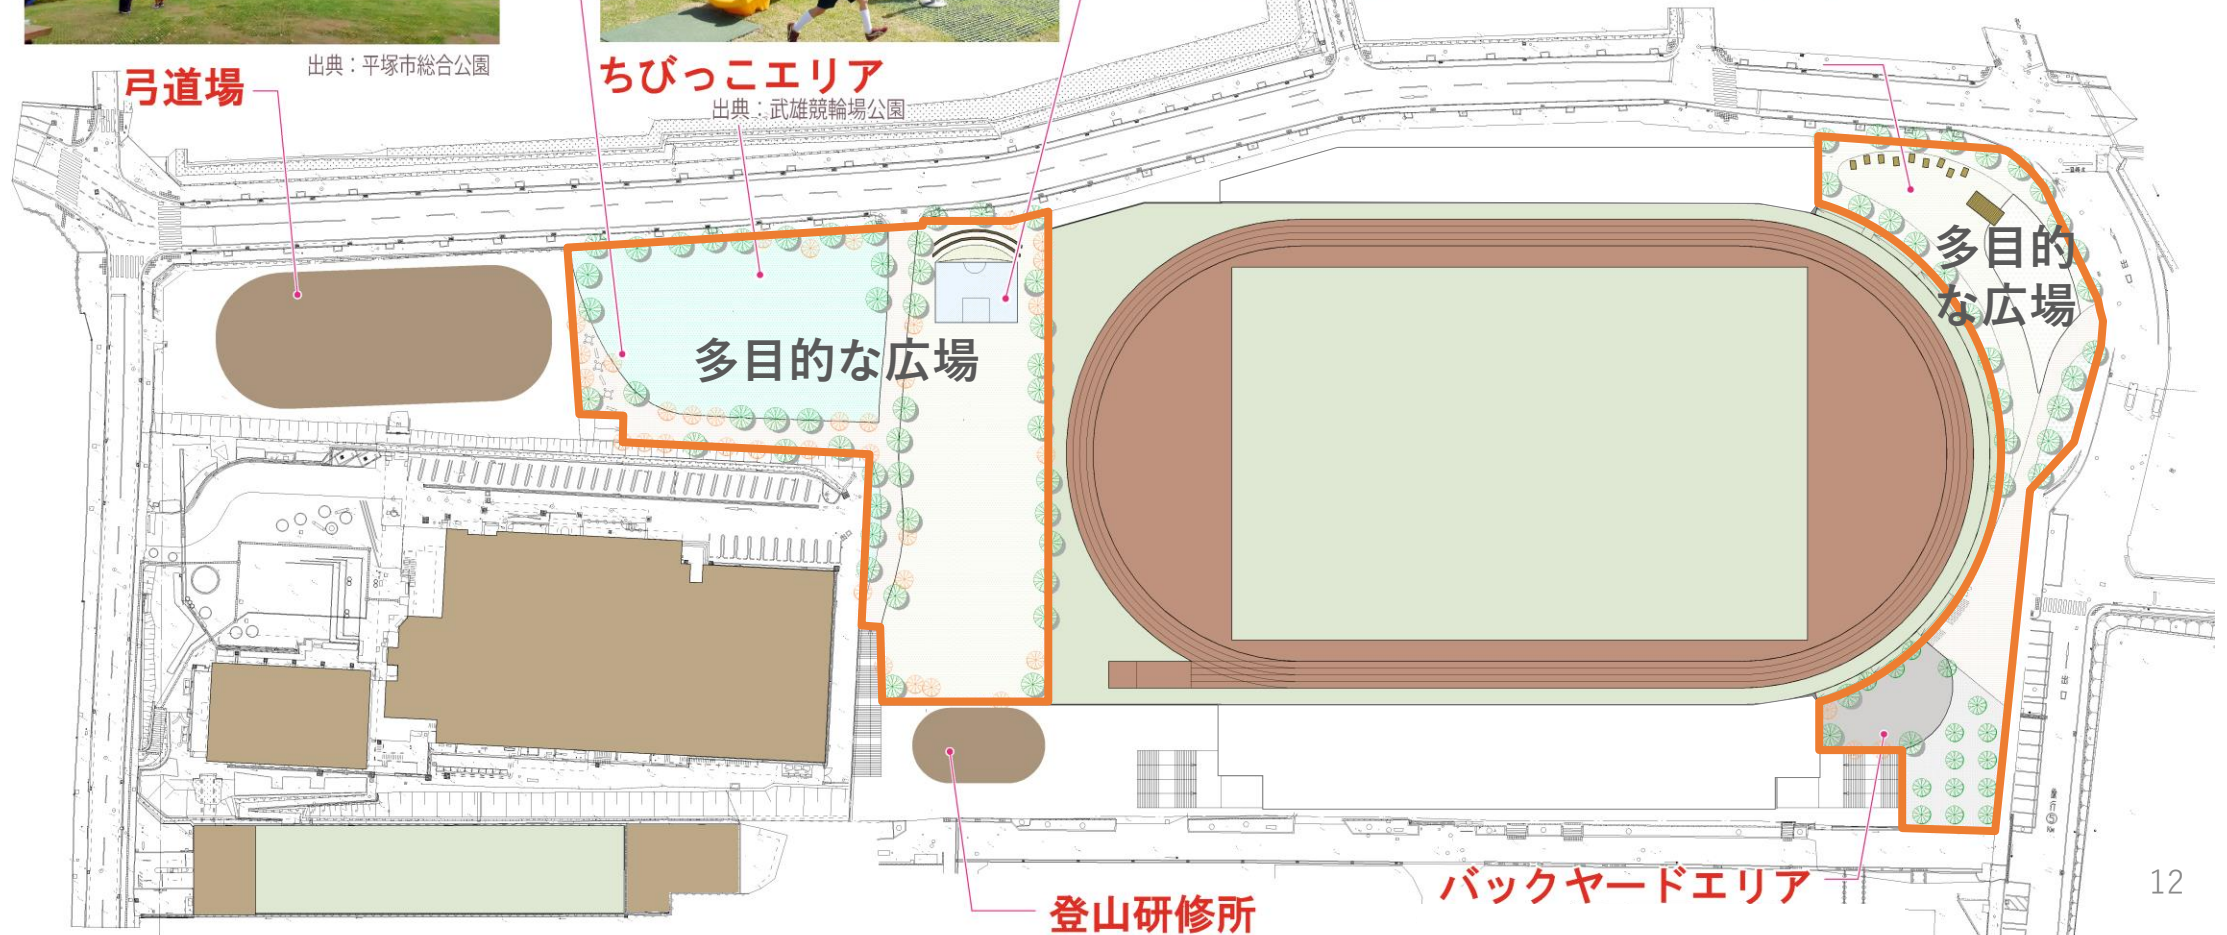 出典：平塚市総合公園
弓道場
ちびっこエリア
出典：武雄競輪場公園
多目的
な広場
多目的な広場
バックヤードエリア
登山研修所
12